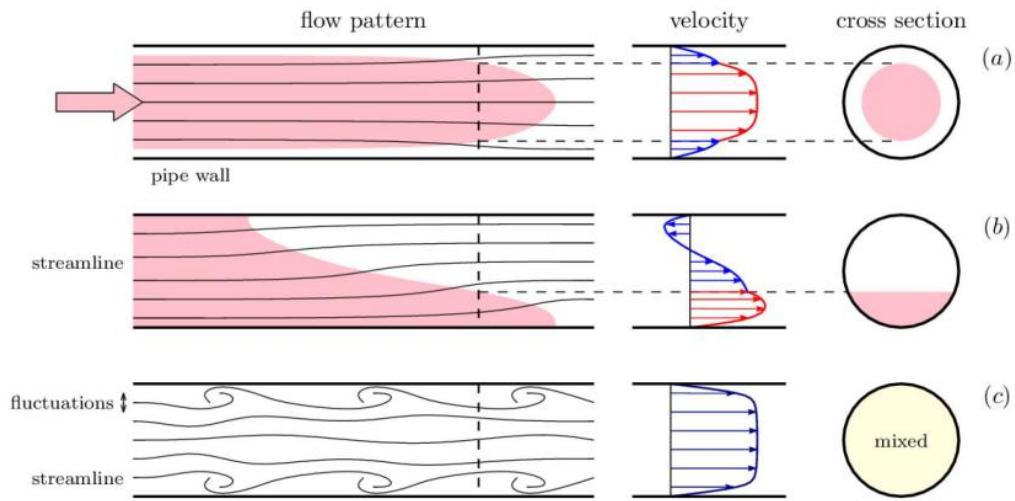 flow pattern
velocity
cross section
(a)
pipe wall
(b)
streamline
fluctuations
(c)
mixed
streamline